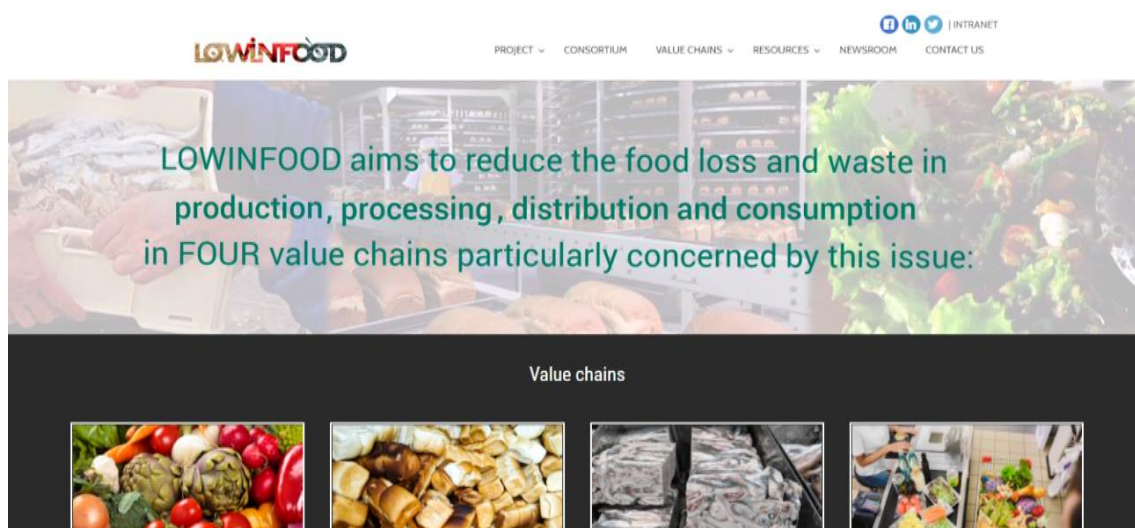 | INTRANET
LOWINFOOD
PROJECT CONSORTIUM VALUE CHAINS RESOURCES NEWSROOM CONTACT US
LOWINFOOD aims to reduce the food loss and waste in
production, processing, distribution and consumption
in FOUR value chains particularly concerned by this issue:
Value chains